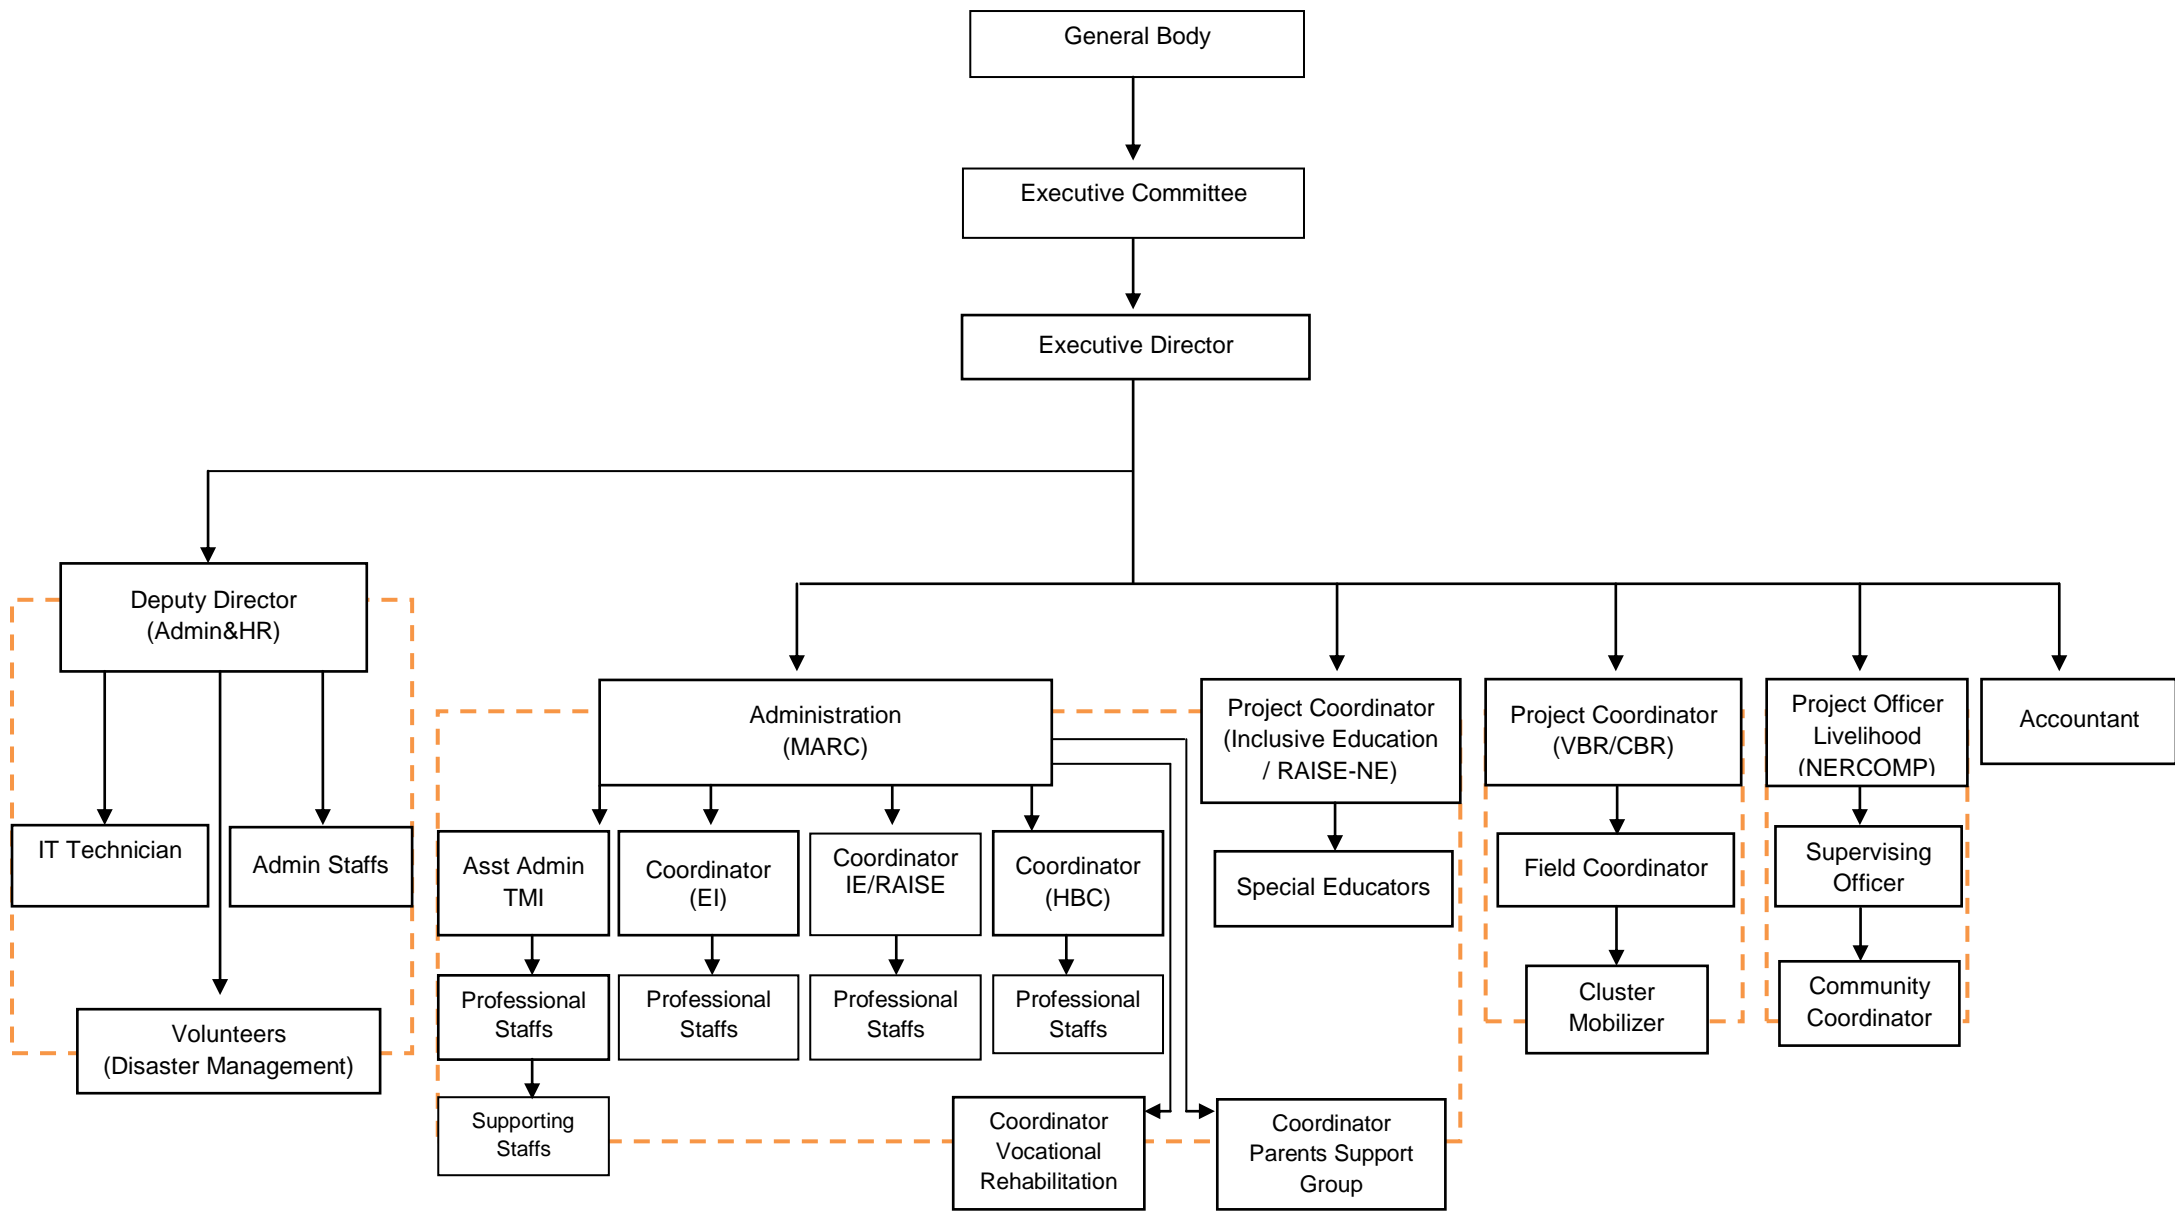 General Body
Executive Committee
Executive Director
Deputy Director
(Admin&HR)
IT Technician
Admin Staffs
Volunteers
(Disaster Management)
Administration
(MARC)
Asst Admin
TMI
Coordinator
(EI)
Coordinator
IE/RAISE
Coordinator
(HBC)
Professional
Staffs
Professional
Staffs
Professional
Staffs
Professional
Staffs
Supporting
Staffs
Coordinator
Vocational
Rehabilitation
Coordinator
Parents Support
Group
Project Coordinator
(Inclusive Education
/ RAISE-NE)
Special Educators
Project Coordinator
(VBR/CBR)
Field Coordinator
Cluster
Mobilizer
Project Officer
Livelihood
(NERCOMP)
Supervising
Officer
Community
Coordinator
Accountant